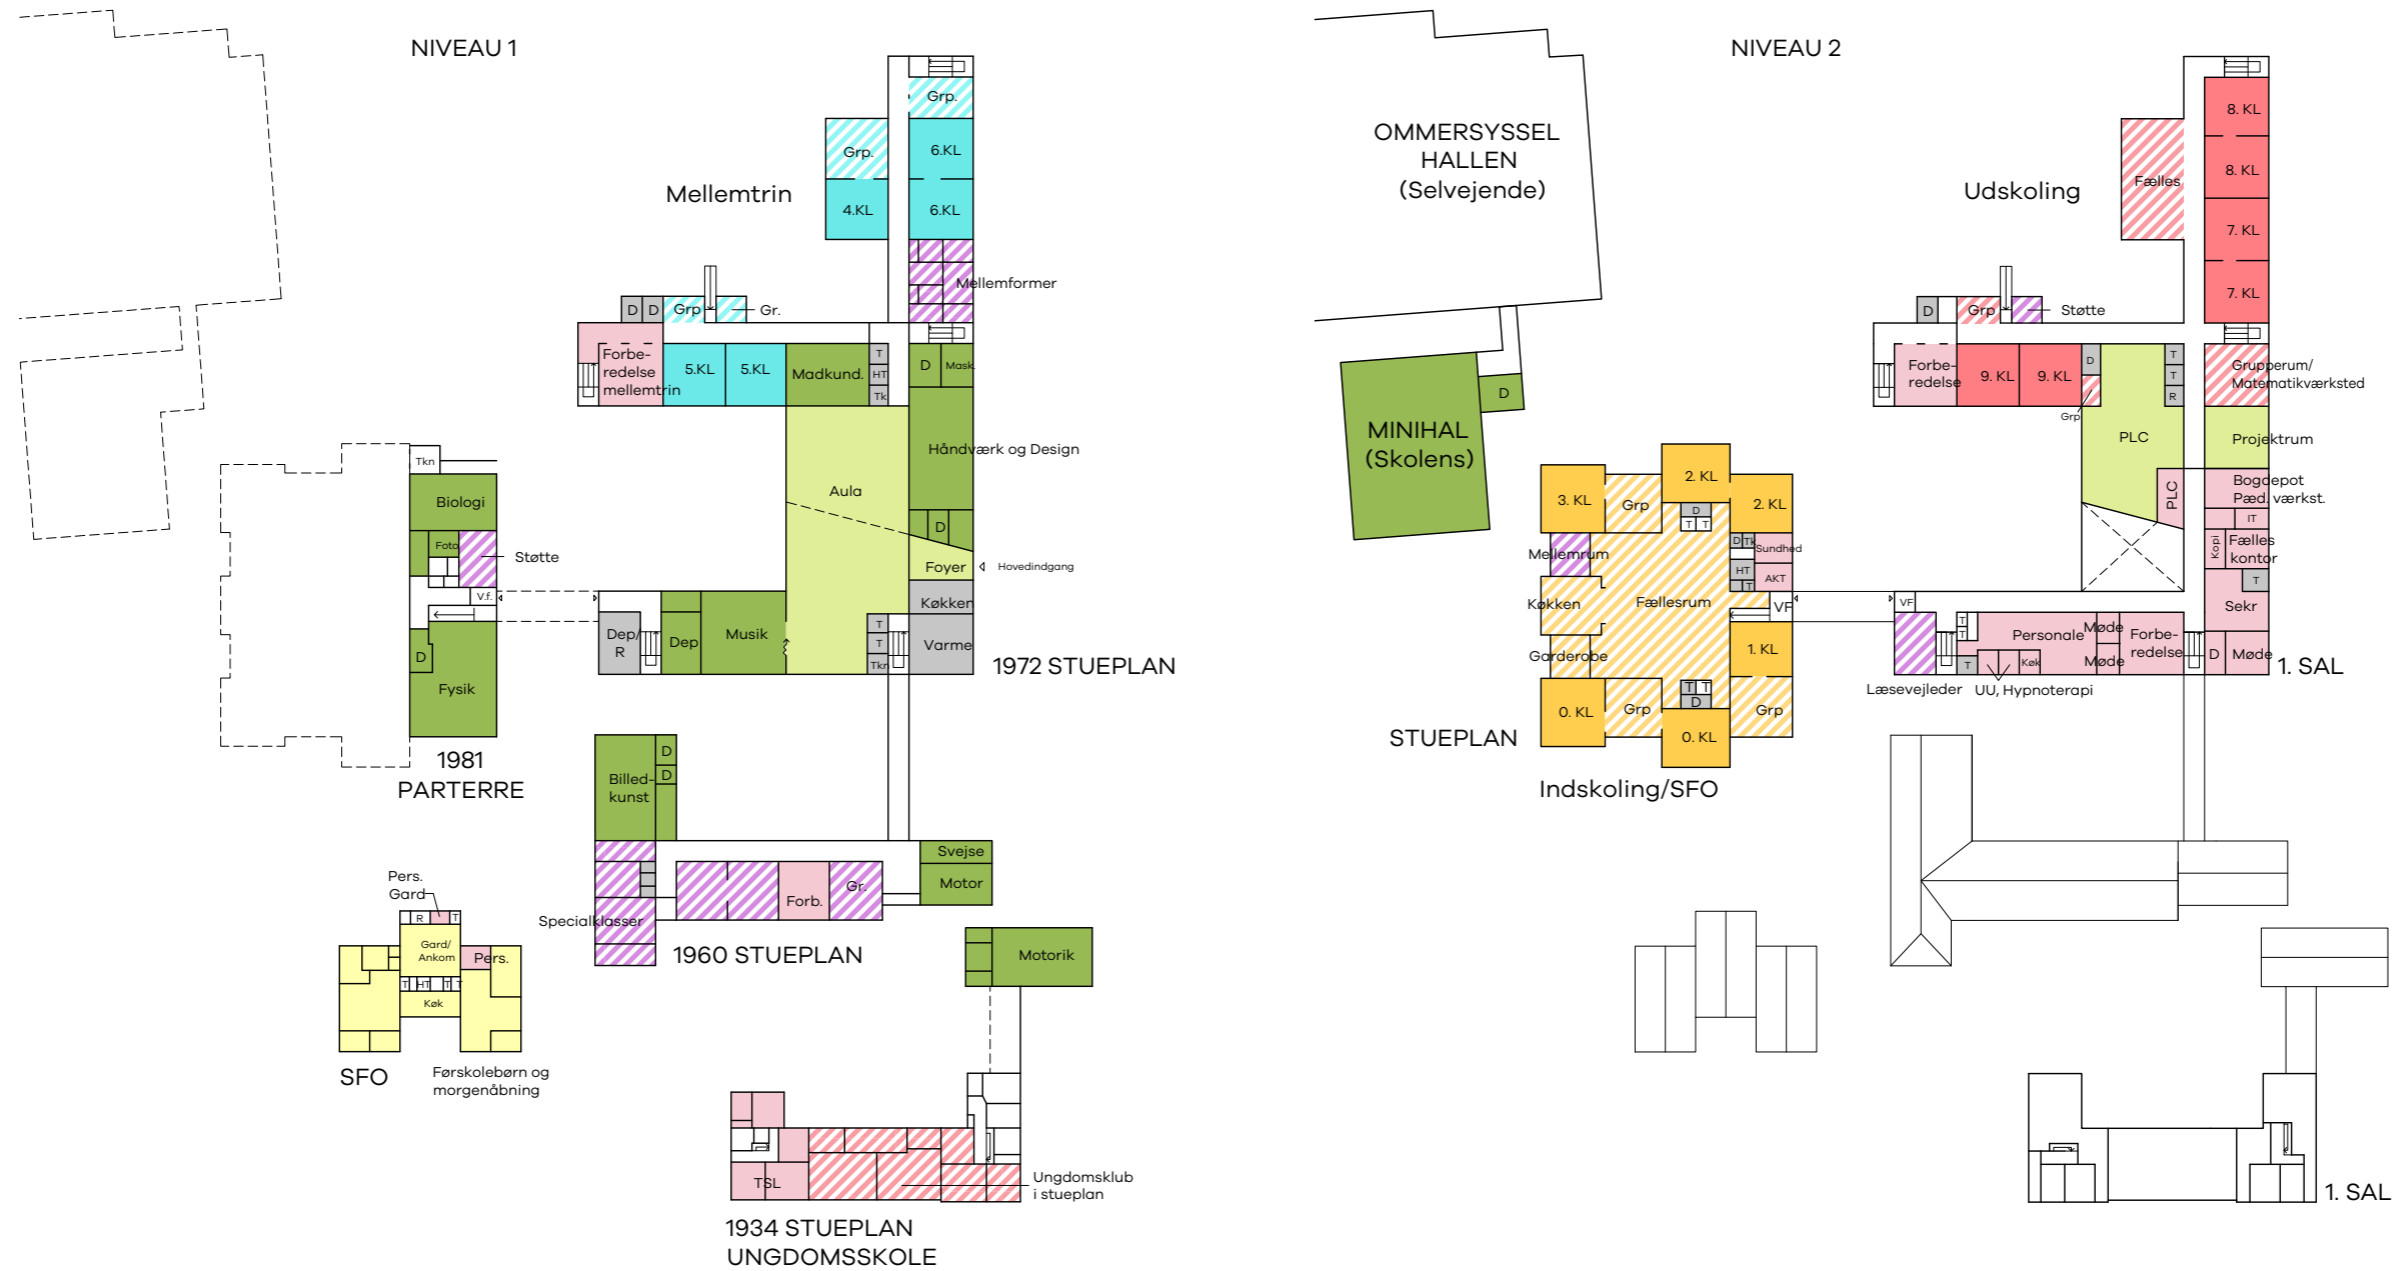 NIVEAU 1
Grp.
Grp.
6.KL
Mellemtrin
4.KL
6.KL
Mellemformer
D
D
Grp
Gr.
Forbe-
redelse
mellemtrin
5.KL
5.KL
Madkund.
T
HT
Tk
D
Mask.
Håndværk og Design
Aula
D
Foyer
Hovedindgang
Køkken
Varme
T
T
Tkn
Dep/
R
Dep
Musik
1972 STUEPLAN
Tkn
Biologi
Foto
Støtte
V.f.
D
Fysik
1981
PARTERRE
Billed-
kunst
D
D
Svejse
Motor
Forb.
Gr.
Specialklasser
1960 STUEPLAN
Pers.
Gard
R
T
Gard/
Ankom
Pers.
T
HT
T
T
Køk
SFO
Førskolebørn og
morgenåbning
Motorik
TSL
Ungdomsklub
i stueplan
1934 STUEPLAN
UNGDOMSSKOLE
NIVEAU 2
OMMERSYSSEL
HALLEN
(Selvejende)
MINIHAL
(Skolens)
D
8. KL
8. KL
Fælles
Udskoling
7. KL
7. KL
D
Grp
Støtte
Forbe-
redelse
9. KL
9. KL
D
Grp
T
T
R
Grupperum/
Matematikværksted
PLC
Projektrum
PLC
Bogdepot
Pæd. værkst.
IT
Kopi
Fælles
kontor
T
Sekr
VF
T
T
T
Personale
Køk
Møde
Møde
Forbe-
redelse
D
Møde
1. SAL
Læsevejleder
UU, Hypnoterapi
3. KL
Grp
2. KL
D
T
T
2. KL
Mellemrum
D
Tk
Sundhed
HT
T
AKT
Køkken
Fællesrum
VF
Garderobe
1. KL
0. KL
Grp
T
T
D
0. KL
Grp
STUEPLAN
Indskoling/SFO
1. SAL